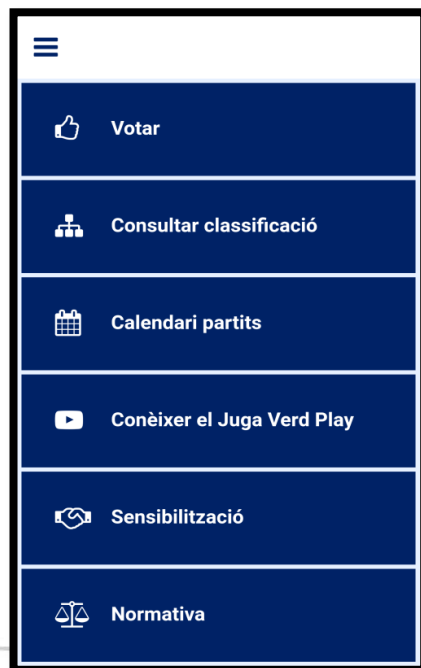 Votar
Consultar classificació
Calendari partits
Conèixer el Juga Verd Play
Sensibilització
Normativa